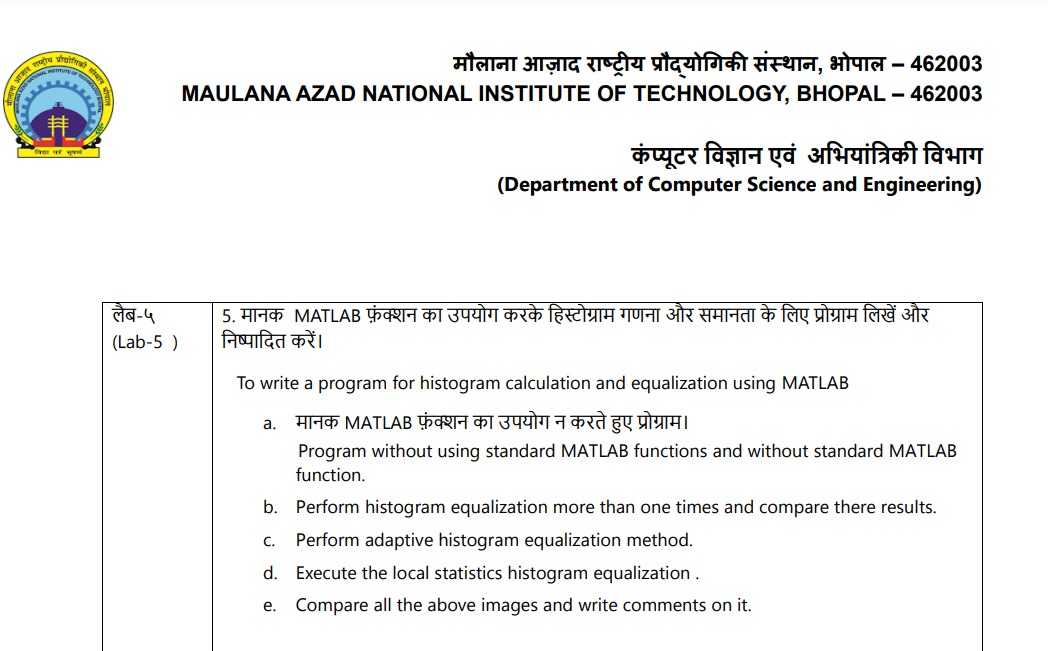 मौलाना आज़ाद राष्ट्रीय प्रौद्योगिकी संस्थान, भोपाल – 462003
MAULANA AZAD NATIONAL INSTITUTE OF TECHNOLOGY, BHOPAL – 462003
कंप्यूटर विज्ञान एवं अभियांत्रिकी विभाग
(Department of Computer Science and Engineering)
लैब-५
(Lab-5 )
5. मानक MATLAB फ़ंक्शन का उपयोग करके हिस्टोग्राम गणना और समानता के लिए प्रोग्राम लिखें और
निष्पादित करें।
To write a program for histogram calculation and equalization using MATLAB
a. मानक MATLAB फ़ंक्शन का उपयोग न करते हुए प्रोग्राम।
Program without using standard MATLAB functions and without standard MATLAB
function.
b. Perform histogram equalization more than one times and compare there results.
c. Perform adaptive histogram equalization method.
d. Execute the local statistics histogram equalization .
e. Compare all the above images and write comments on it.